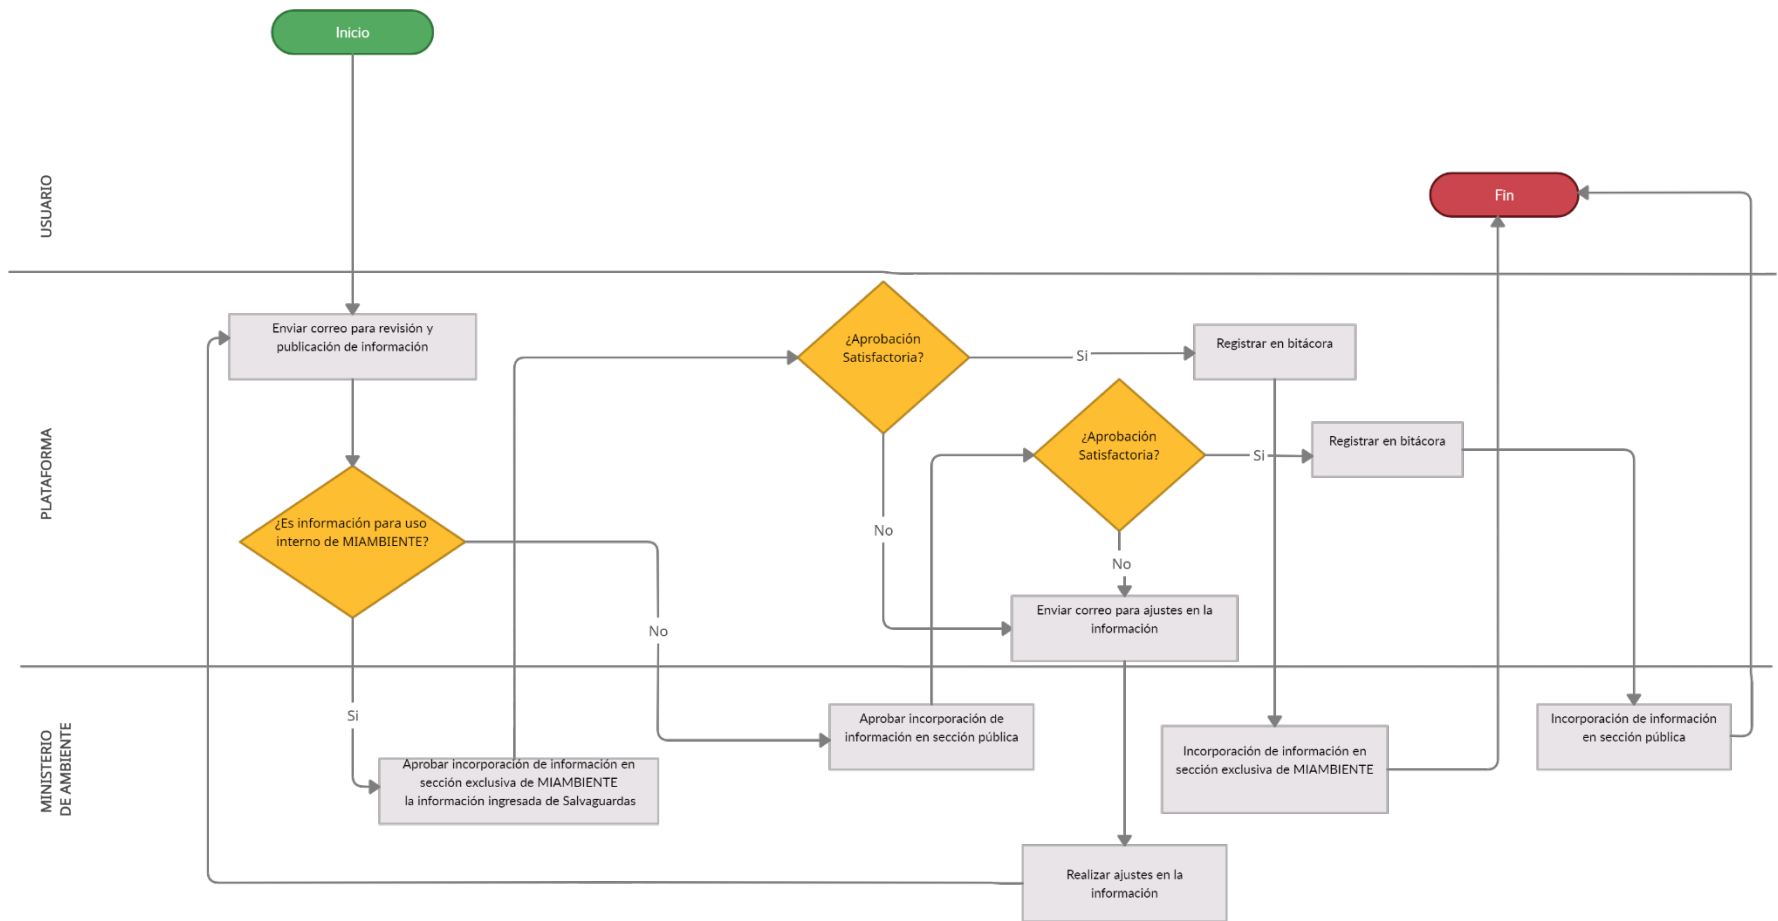 Inicio
USUARIO
Fin
Enviar correo para revisión y
publicación de información
¿Aprobación
Satisfactoria?
Si
Registrar en bitácora
PLATAFORMA
¿Aprobación
Satisfactoria?
Si
Registrar en bitácora
¿Es información para uso
interno de MIAMBIENTE?
No
No
Enviar correo para ajustes en la
información
No
Si
MINISTERIO
DE AMBIENTE
Aprobar incorporación de información en
sección exclusiva de MIAMBIENTE
la información ingresada de Salvaguardas
Aprobar incorporación de
información en sección pública
Incorporación de información en
sección exclusiva de MIAMBIENTE
Incorporación de información
en sección pública
Realizar ajustes en la
información